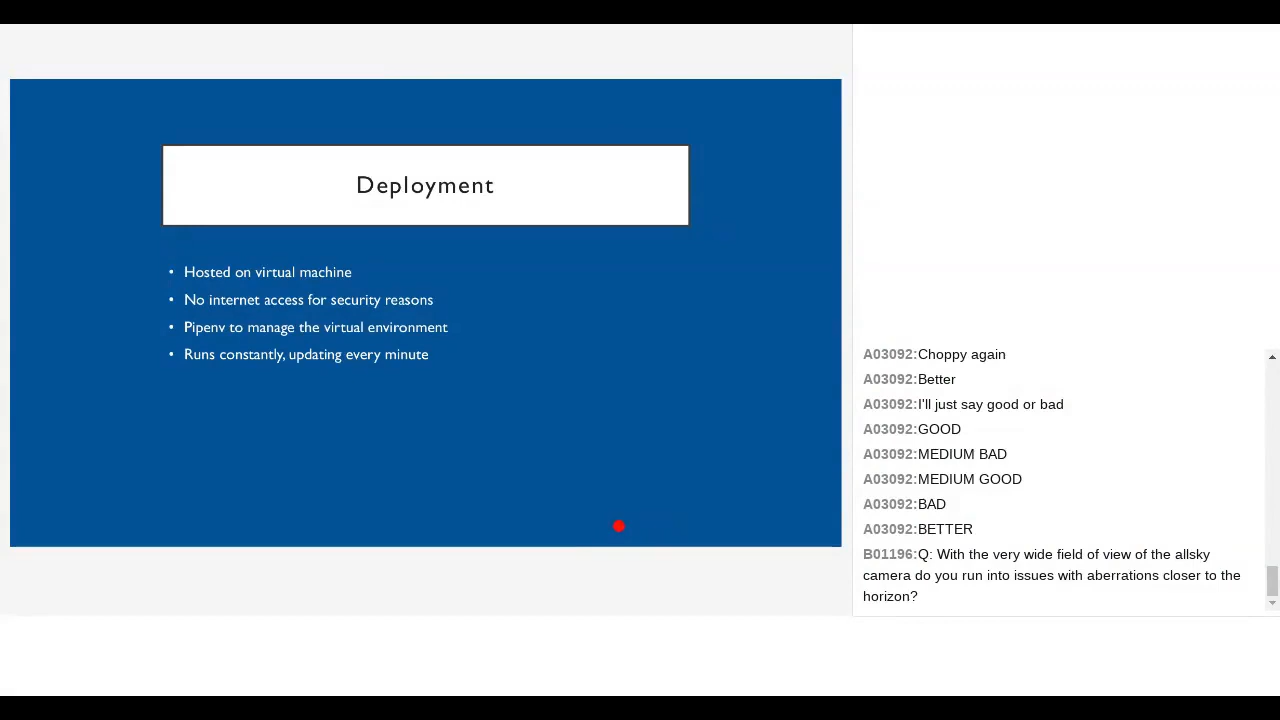 Deployment
• Hosted on virtual machine
• No internet access for security reasons
• Pipenv to manage the virtual environment
• Runs constantly, updating every minute
A03092:Choppy again
A03092:Better
A03092:I'll just say good or bad
A03092:GOOD
A03092:MEDIUM BAD
A03092:MEDIUM GOOD
A03092:BAD
A03092:BETTER
B01196:Q: With the very wide field of view of the allsky
camera do you run into issues with aberrations closer to the
horizon?